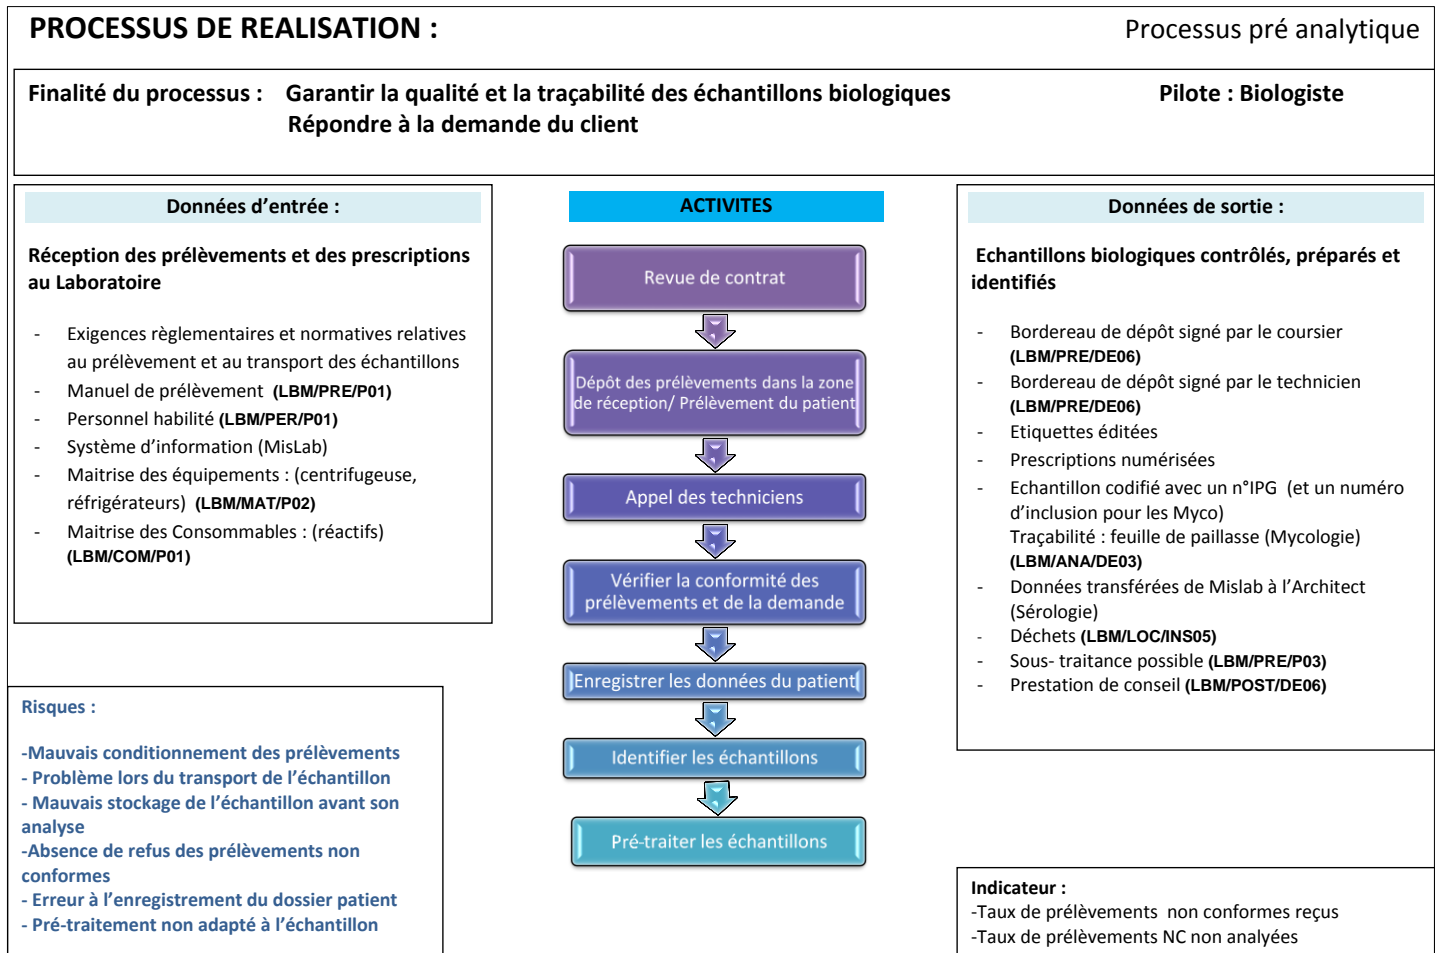 PROCESSUS DE REALISATION :
Processus pré analytique
Finalité du processus : Garantir la qualité et la traçabilité des échantillons biologiques
Pilote : Biologiste
Répondre à la demande du client
Données d'entrée :
Réception des prélèvements et des prescriptions
au Laboratoire
- Exigences règlementaires et normatives relatives
au prélèvement et au transport des échantillons
- Manuel de prélèvement (LBM/PRE/P01)
- Personnel habilité (LBM/PER/P01)
- Système d'information (MisLab)
- Maitrise des équipements : (centrifugeuse,
réfrigérateurs) (LBM/MAT/P02)
- Maitrise des Consommables : (réactifs)
(LBM/COM/P01)
Risques :
-Mauvais conditionnement des prélèvements
- Problème lors du transport de l'échantillon
- Mauvais stockage de l'échantillon avant son
analyse
-Absence de refus des prélèvements non
conformes
- Erreur à l'enregistrement du dossier patient
- Pré-traitement non adapté à l'échantillon
ACTIVITES
Revue de contrat
Dépôt des prélèvements dans la zone
de réception/ Prélèvement du patient
Appel des techniciens
Vérifier la conformité des
prélèvements et de la demande
Enregistrer les données du patient
Identifier les échantillons
Pré-traiter les échantillons
Données de sortie :
Echantillons biologiques contrôlés, préparés et
identifiés
- Bordereau de dépôt signé par le coursier
(LBM/PRE/DE06)
- Bordereau de dépôt signé par le technicien
(LBM/PRE/DE06)
- Etiquettes éditées
- Prescriptions numérisées
- Echantillon codifié avec un n°IPG (et un numéro
d'inclusion pour les Myco)
Traçabilité : feuille de paillasse (Mycologie)
(LBM/ANA/DE03)
- Données transférées de Mislab à l'Architect
(Sérologie)
- Déchets (LBM/LOC/INS05)
- Sous- traitance possible (LBM/PRE/P03)
- Prestation de conseil (LBM/POST/DE06)
Indicateur :
-Taux de prélèvements non conformes reçus
-Taux de prélèvements NC non analyées